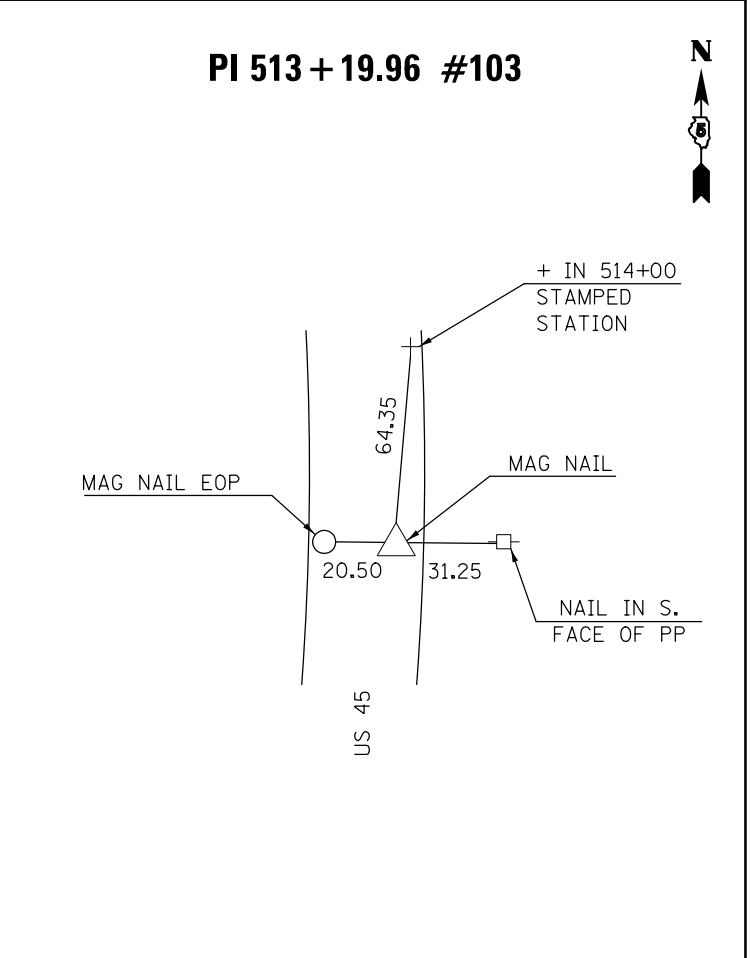 PI 513+19.96 #103
N
5
+ IN 514+00
STAMPED
STATION
64.35
MAG NAIL
MAG NAIL EOP
20.50
31.25
NAIL IN S.
FACE OF PP
US 45